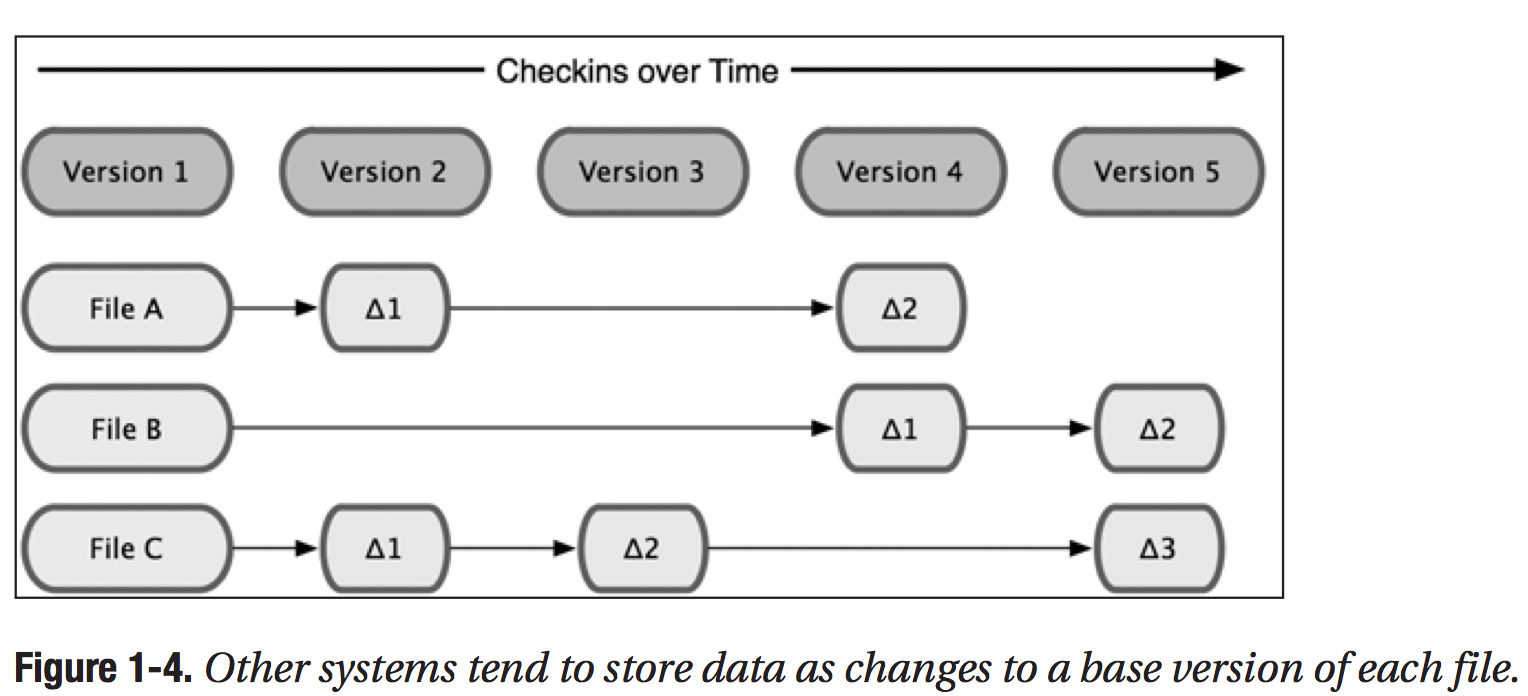 Checkins over Time
Version 1 Version 2 Version 3 Version 4 Version 5
File A Δ1 Δ2
File B Δ1 Δ2
File C Δ1 Δ2 Δ3
Figure 1-4. Other systems tend to store data as changes to a base version of each file.